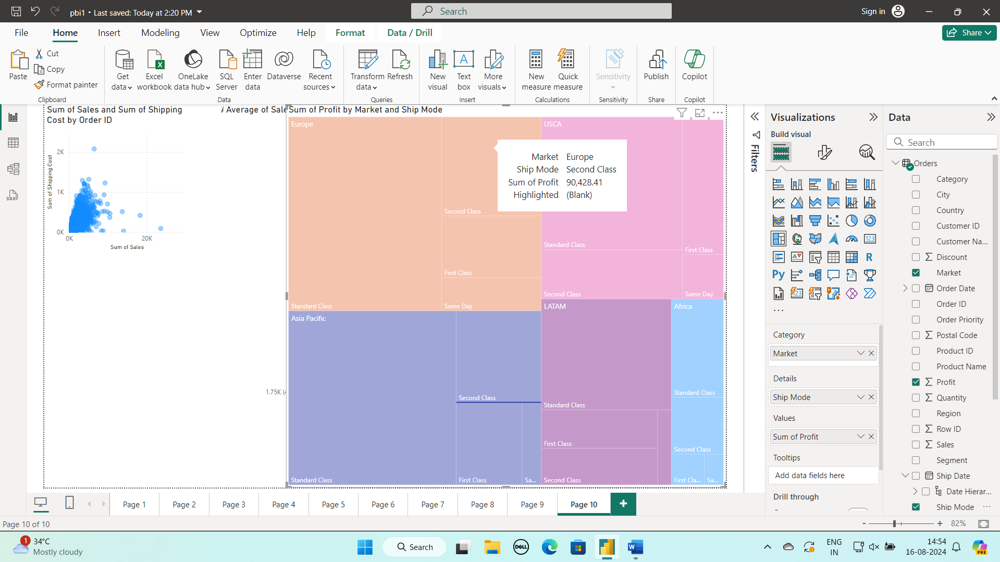 pbi1 • Last saved: Today at 2:20 PM
Search
Sign in
File Home Insert Modeling View Optimize Help Format Data / Drill
Share
Paste
Cut
Copy
Format painter
Get data
Excel workbook
OneLake data hub
SQL Server
Enter data
Dataverse
Recent sources
Transform data
Refresh
New visual
Text box
More visuals
New measure
Quick measure
Sensitivity
Publish
Copilot
Clipboard
Data
Queries
Insert
Calculations
Sensitivity
Share
Copilot
Sum of Sales and Sum of Shipping
Cost by Order ID
Average of Sale
Sum of Profit by Market and Ship Mode
Sum of Shipping Cost
2K
1K
0K
0K
20K
Sum of Sales
1.75K (4
Europe
Second Class
First Class
Standard Class
Same Day
USCA
Standard Class
First Class
Second Class
Same Day
Market Europe
Ship Mode Second Class
Sum of Profit 90,428.41
Highlighted (Blank)
Asia Pacific
Second Class
Standard Class
First Class
Sa...
LATAM
Standard Class
First Class
Second Class
Africa
Standard Class
Second Class
First Cla...
Sa...
Filters
Visualizations
Build visual
DAX
123
R
Py
123
...
Category
Market
Details
Ship Mode
Values
Sum of Profit
Tooltips
Add data fields here
Drill through
Data
Search
Orders
Category
City
Country
Customer ID
Customer Na...
Discount
Market
Order Date
Order ID
Order Priority
Postal Code
Product ID
Product Name
Profit
Quantity
Region
Row ID
Sales
Segment
Ship Date
Date Hierar...
Ship Mode
Page 1 Page 2 Page 3 Page 4 Page 5 Page 6 Page 7 Page 8 Page 9 Page 10
Page 10 of 10
82%
1
34°C
Mostly cloudy
Search
DELL
W
ENG
IN
14:54
16-08-2024
PRE